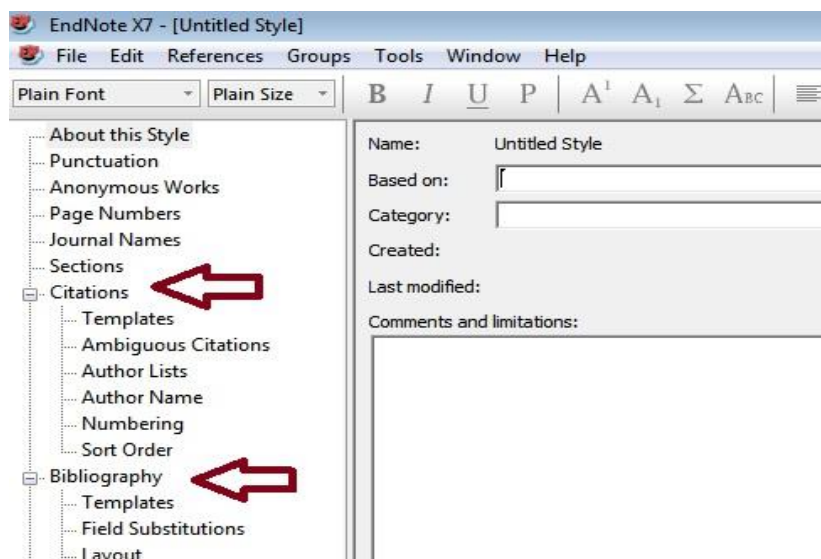 EndNote X7 - [Untitled Style]
File Edit References Groups Tools Window Help
Plain Font Plain Size B I U P A¹ A₁ Σ ABC
About this Style
Punctuation
Anonymous Works
Page Numbers
Journal Names
Sections
Citations
Templates
Ambiguous Citations
Author Lists
Author Name
Numbering
Sort Order
Bibliography
Templates
Field Substitutions
Layout
Name: Untitled Style
Based on:
Category:
Created:
Last modified:
Comments and limitations: